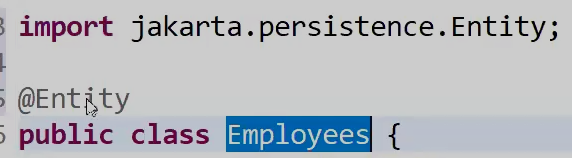 import jakarta.persistence.Entity;
@Entity
public class Employees {